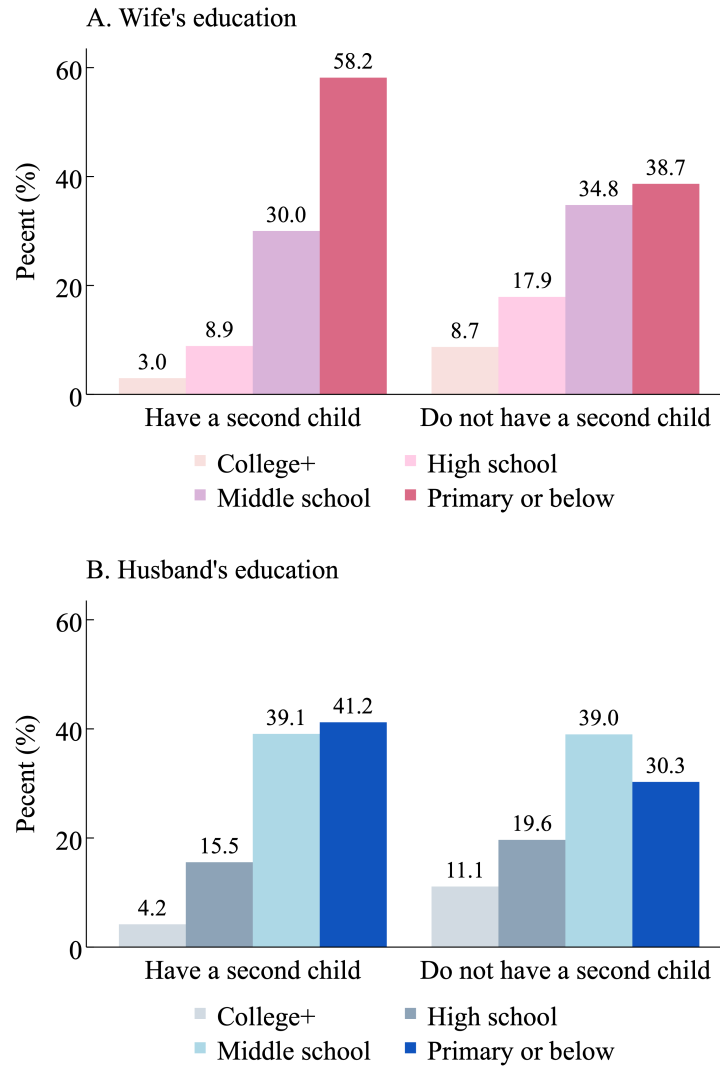 A. Wife's education
Pecent (%)
60
40
20
0
58.2
38.7
34.8
30.0
17.9
8.9
8.7
3.0
Have a second child Do not have a second child
College+ High school
Middle school Primary or below
B. Husband's education
Pecent (%)
60
40
20
0
41.2
39.1
39.0
30.3
19.6
15.5
11.1
4.2
Have a second child Do not have a second child
College+ High school
Middle school Primary or below